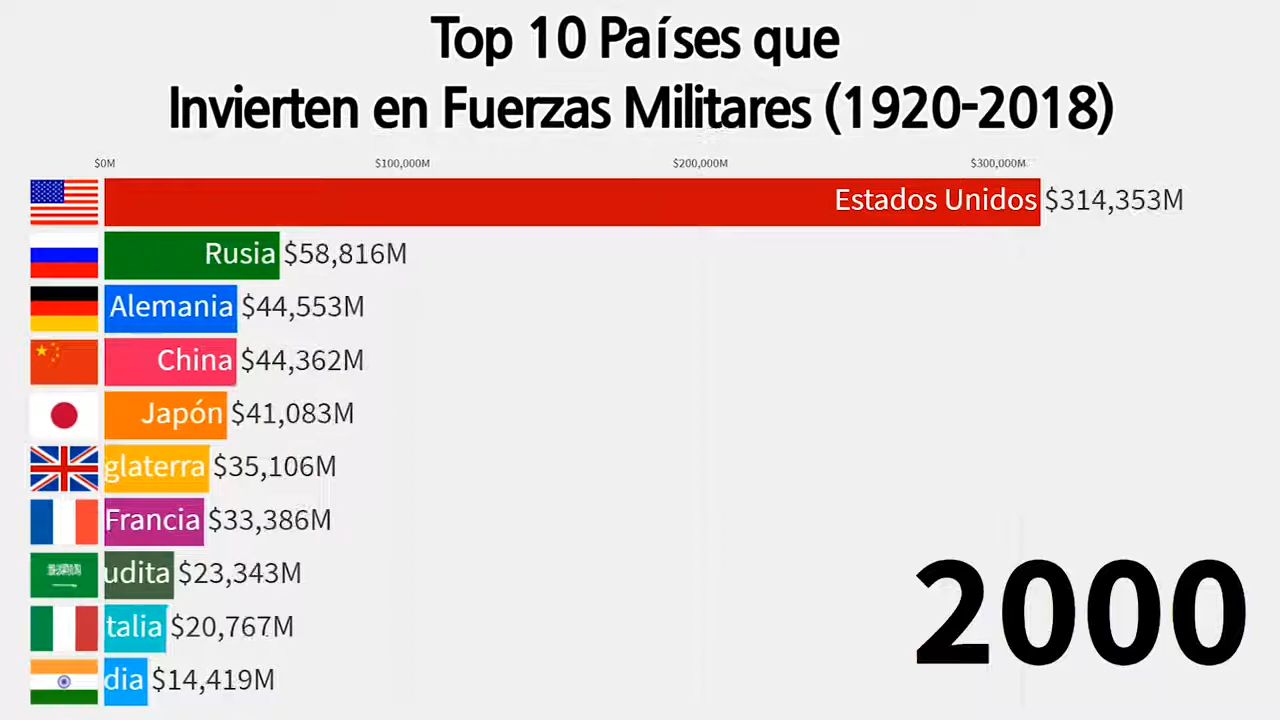 Top 10 Países que
Invierten en Fuerzas Militares (1920-2018)
$0M $100,000M $200,000M $300,000M
Estados Unidos $314,353M
Rusia $58,816M
Alemania $44,553M
China $44,362M
Japón $41,083M
glaterra $35,106M
Francia $33,386M
udita $23,343M
talia $20,767M
dia $14,419M
2000